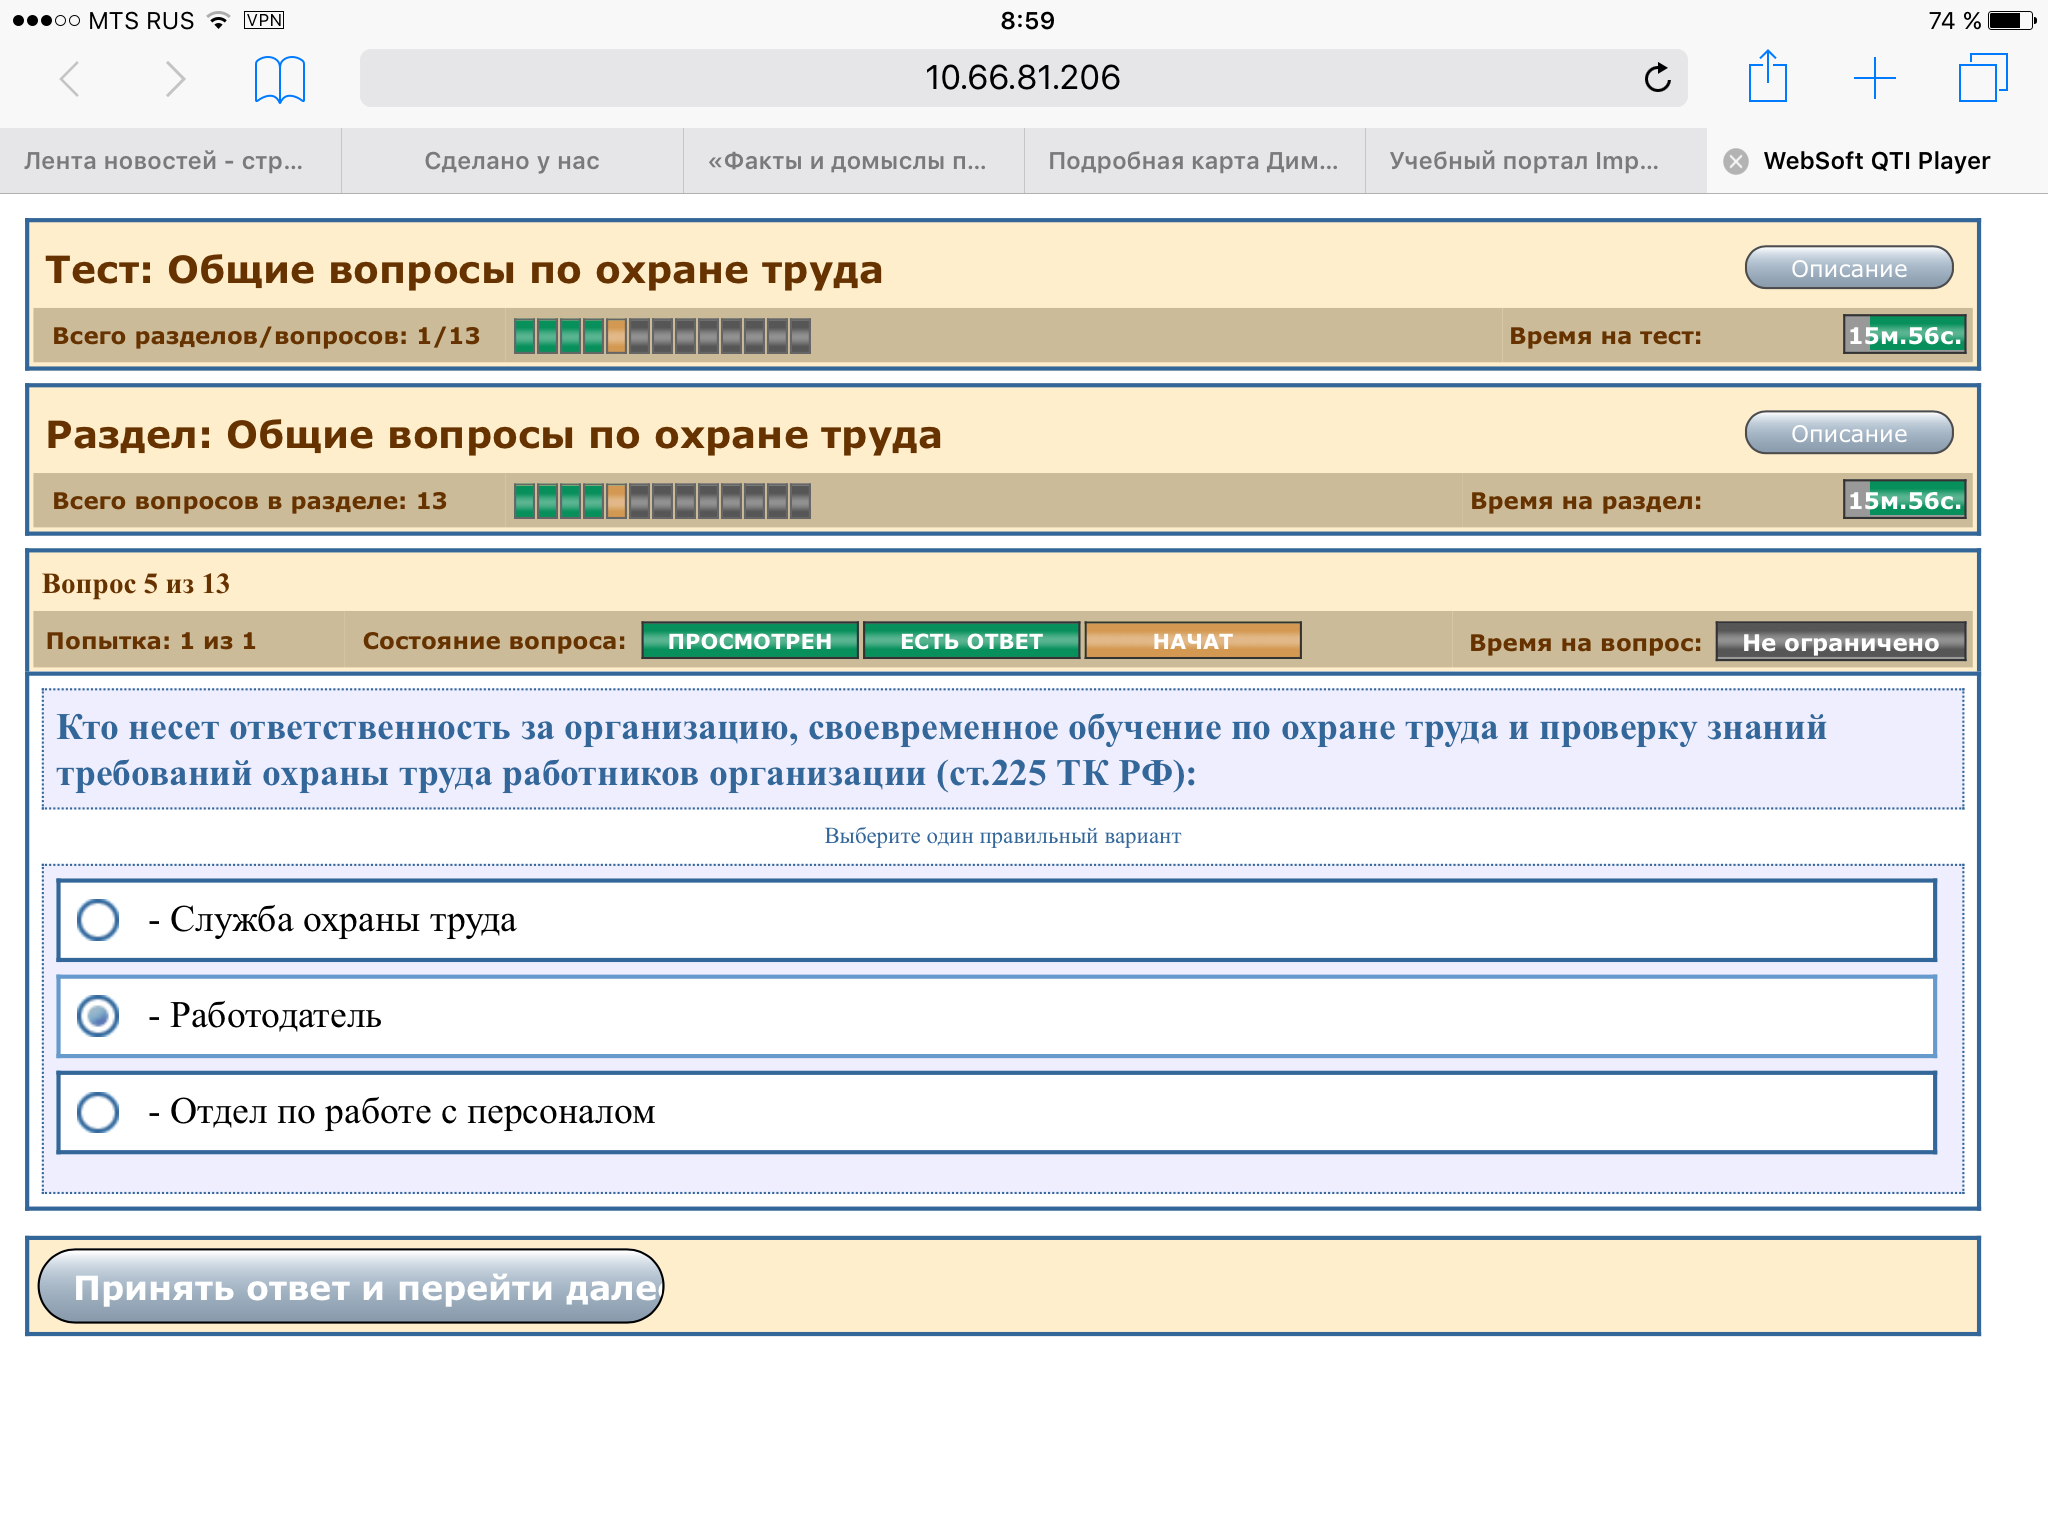 MTS RUS VPN 8:59 74 %
10.66.81.206
Лента новостей - стр... Сделано у нас «Факты и домыслы п... Подробная карта Дим... Учебный портал Imp... WebSoft QTI Player
Тест: Общие вопросы по охране труда Описание
Всего разделов/вопросов: 1/13 Время на тест: 15м.56с.
Раздел: Общие вопросы по охране труда Описание
Всего вопросов в разделе: 13 Время на раздел: 15м.56с.
Вопрос 5 из 13
Попытка: 1 из 1 Состояние вопроса: ПРОСМОТРЕН ЕСТЬ ОТВЕТ НАЧАТ Время на вопрос: Не ограничено
Кто несет ответственность за организацию, своевременное обучение по охране труда и проверку знаний
требований охраны труда работников организации (ст.225 ТК РФ):
Выберите один правильный вариант
- Служба охраны труда
- Работодатель
- Отдел по работе с персоналом
Принять ответ и перейти дале